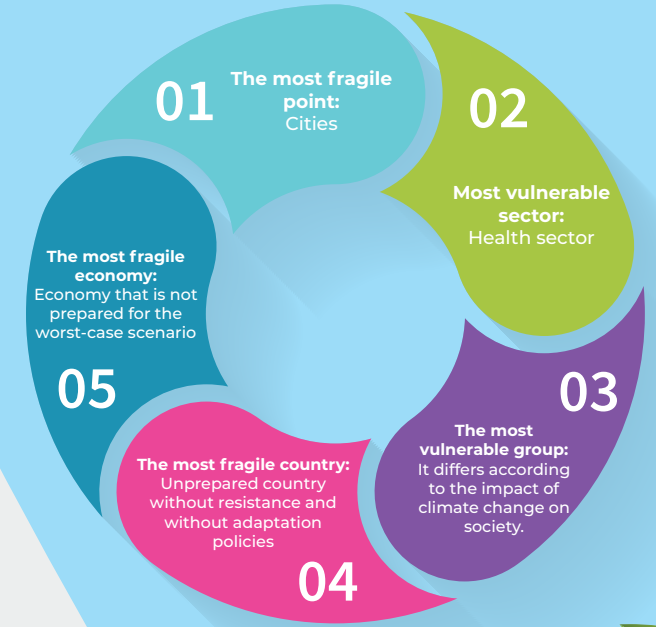 01
The most fragile
point:
Cities
02
Most vulnerable
sector:
Health sector
03
The most
vulnerable group:
It differs according
to the impact of
climate change on
society.
The most fragile country:
Unprepared country
without resistance and
without adaptation
policies
04
The most fragile
economy:
Economy that is not
prepared for the
worst-case scenario
05